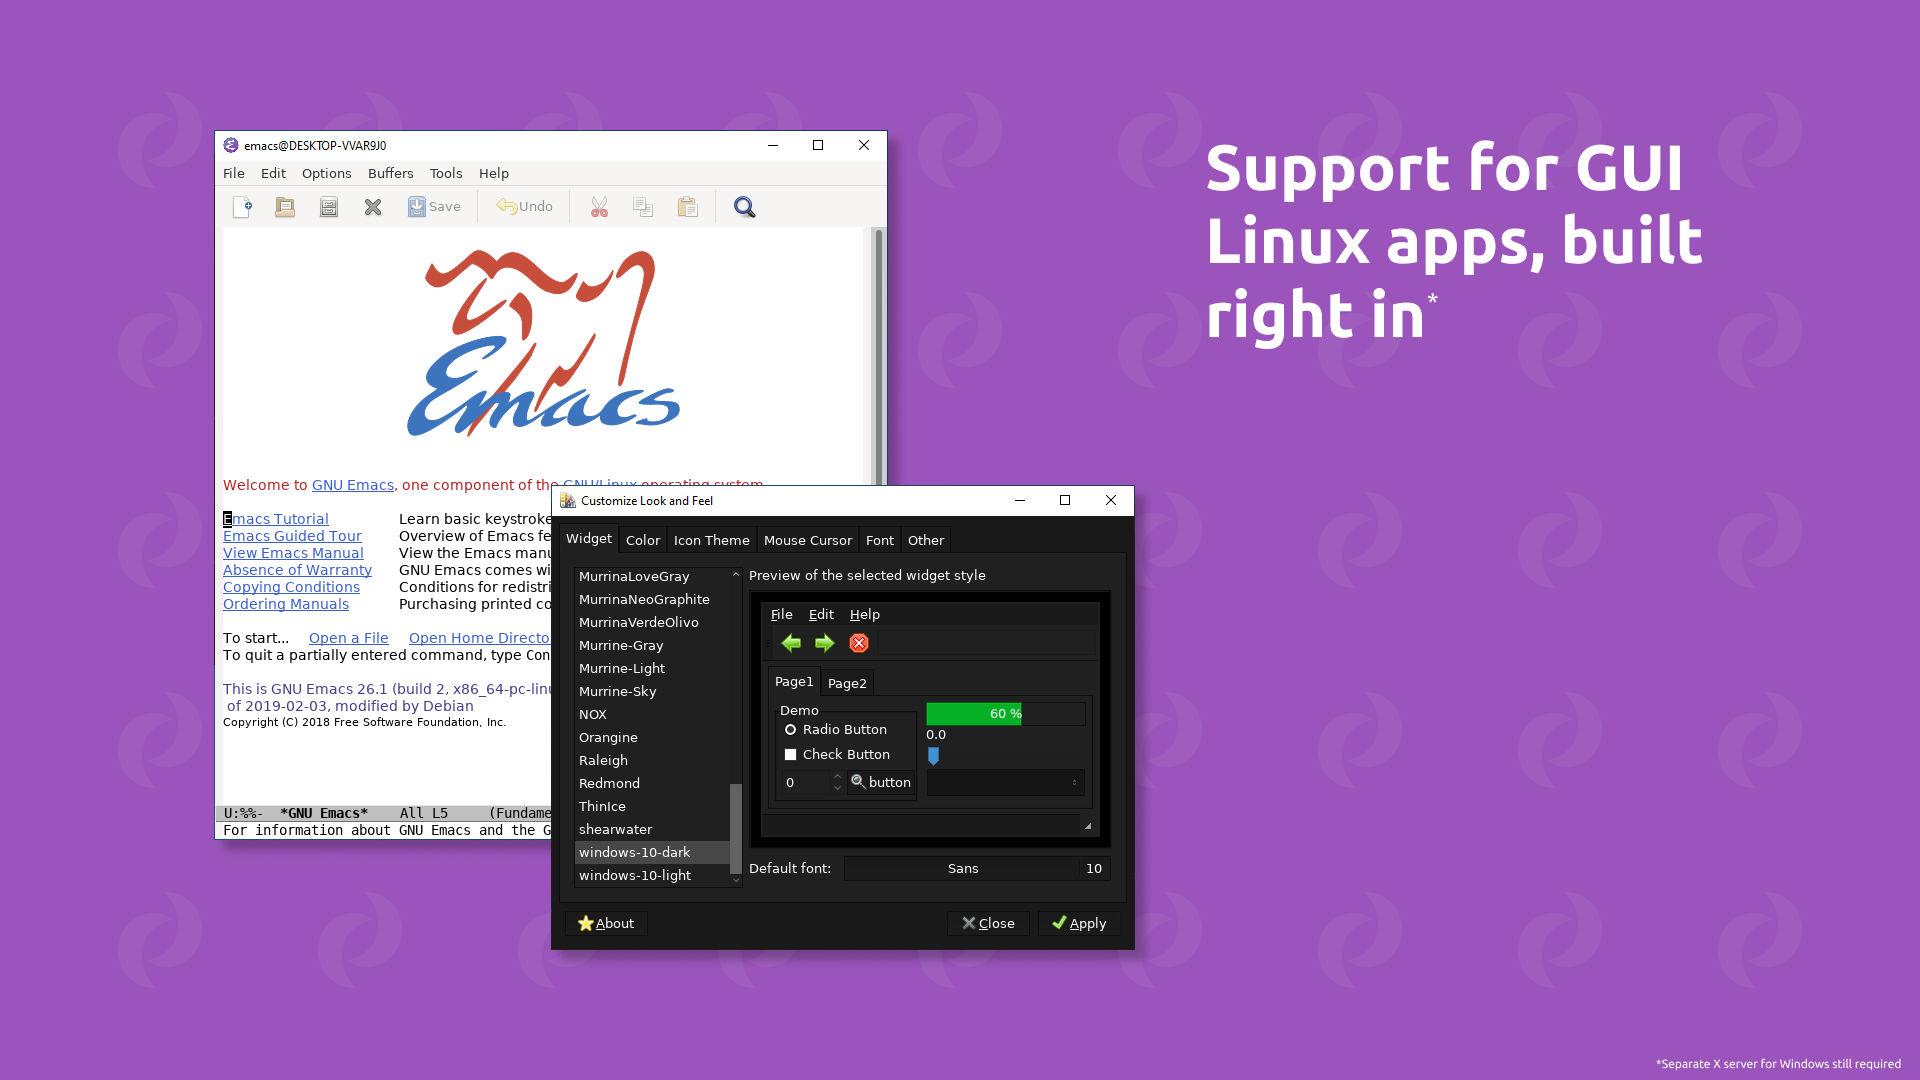 emacs@DESKTOP-VVAR9J0
File Edit Options Buffers Tools Help
Save Undo
Emacs
Welcome to GNU Emacs, one component of the GNU/Linux operating system.
Emacs Tutorial Learn basic keystroke
Emacs Guided Tour Overview of Emacs fe
View Emacs Manual View the Emacs manu
Absence of Warranty GNU Emacs comes wi
Copying Conditions Conditions for redistri
Ordering Manuals Purchasing printed co
To start... Open a File Open Home Directo
To quit a partially entered command, type Con
This is GNU Emacs 26.1 (build 2, x86_64-pc-linu
of 2019-02-03, modified by Debian
Copyright (C) 2018 Free Software Foundation, Inc.
U:%%- *GNU Emacs* All L5 (Fundame
For information about GNU Emacs and the G
Customize Look and Feel
Widget Color Icon Theme Mouse Cursor Font Other
MurrinaLoveGray
MurrinaNeoGraphite
MurrinaVerdeOlivo
Murrine-Gray
Murrine-Light
Murrine-Sky
NOX
Orangine
Raleigh
Redmond
ThinIce
shearwater
windows-10-dark
windows-10-light
Preview of the selected widget style
File Edit Help
Page1 Page2
Demo
Radio Button
Check Button
0 button
60 %
0.0
Default font: Sans 10
About Close Apply
Support for GUI
Linux apps, built
right in*
*Separate X server for Windows still required